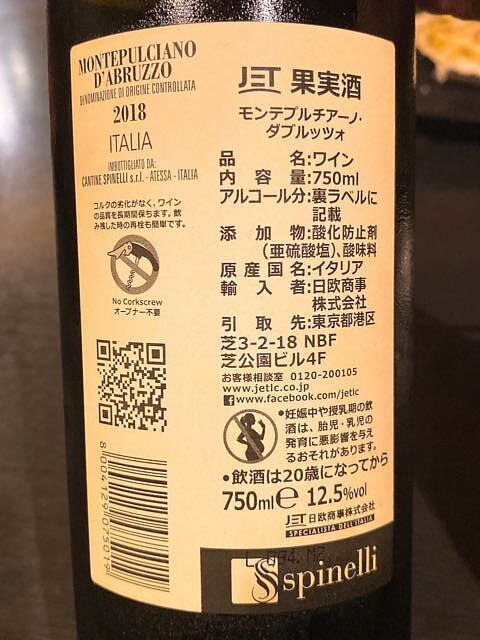 MONTEPULCIANO
D'ABRUZZO
DENOMINAZIONE DI ORIGINE CONTROLLATA
2018
ITALIA
IMBOTTIGLIATO DA:
CANTINE SPINELLI s.r.l. - ATESSA - ITALIA
コルクの劣化がなく、ワイン
の品質を長期間保ちます。飲
み残した時の再栓も簡単です。
No Corkscrew
オープナー不要
8004129075019
JET 果実酒
モンテプルチアーノ・
ダブルッツォ
品名:ワイン
内容量:750ml
アルコール分:裏ラベルに
記載
添加物:酸化防止剤
（亜硫酸塩）、酸味料
原産国名:イタリア
輸入者:日欧商事
株式会社
引取先:東京都港区
芝3-2-18 NBF
芝公園ビル4F
お客様相談室 0120-200105
www.jetlc.co.jp
www.facebook.com/jetlc
•妊娠中や授乳期の飲
酒は、胎児・乳児の
発育に悪影響を与え
るおそれがあります。
•飲酒は20歳になってから
750ml e 12.5%vol
JET 日欧商事株式会社
SPECIALISTA DELL'ITALIA
spinelli